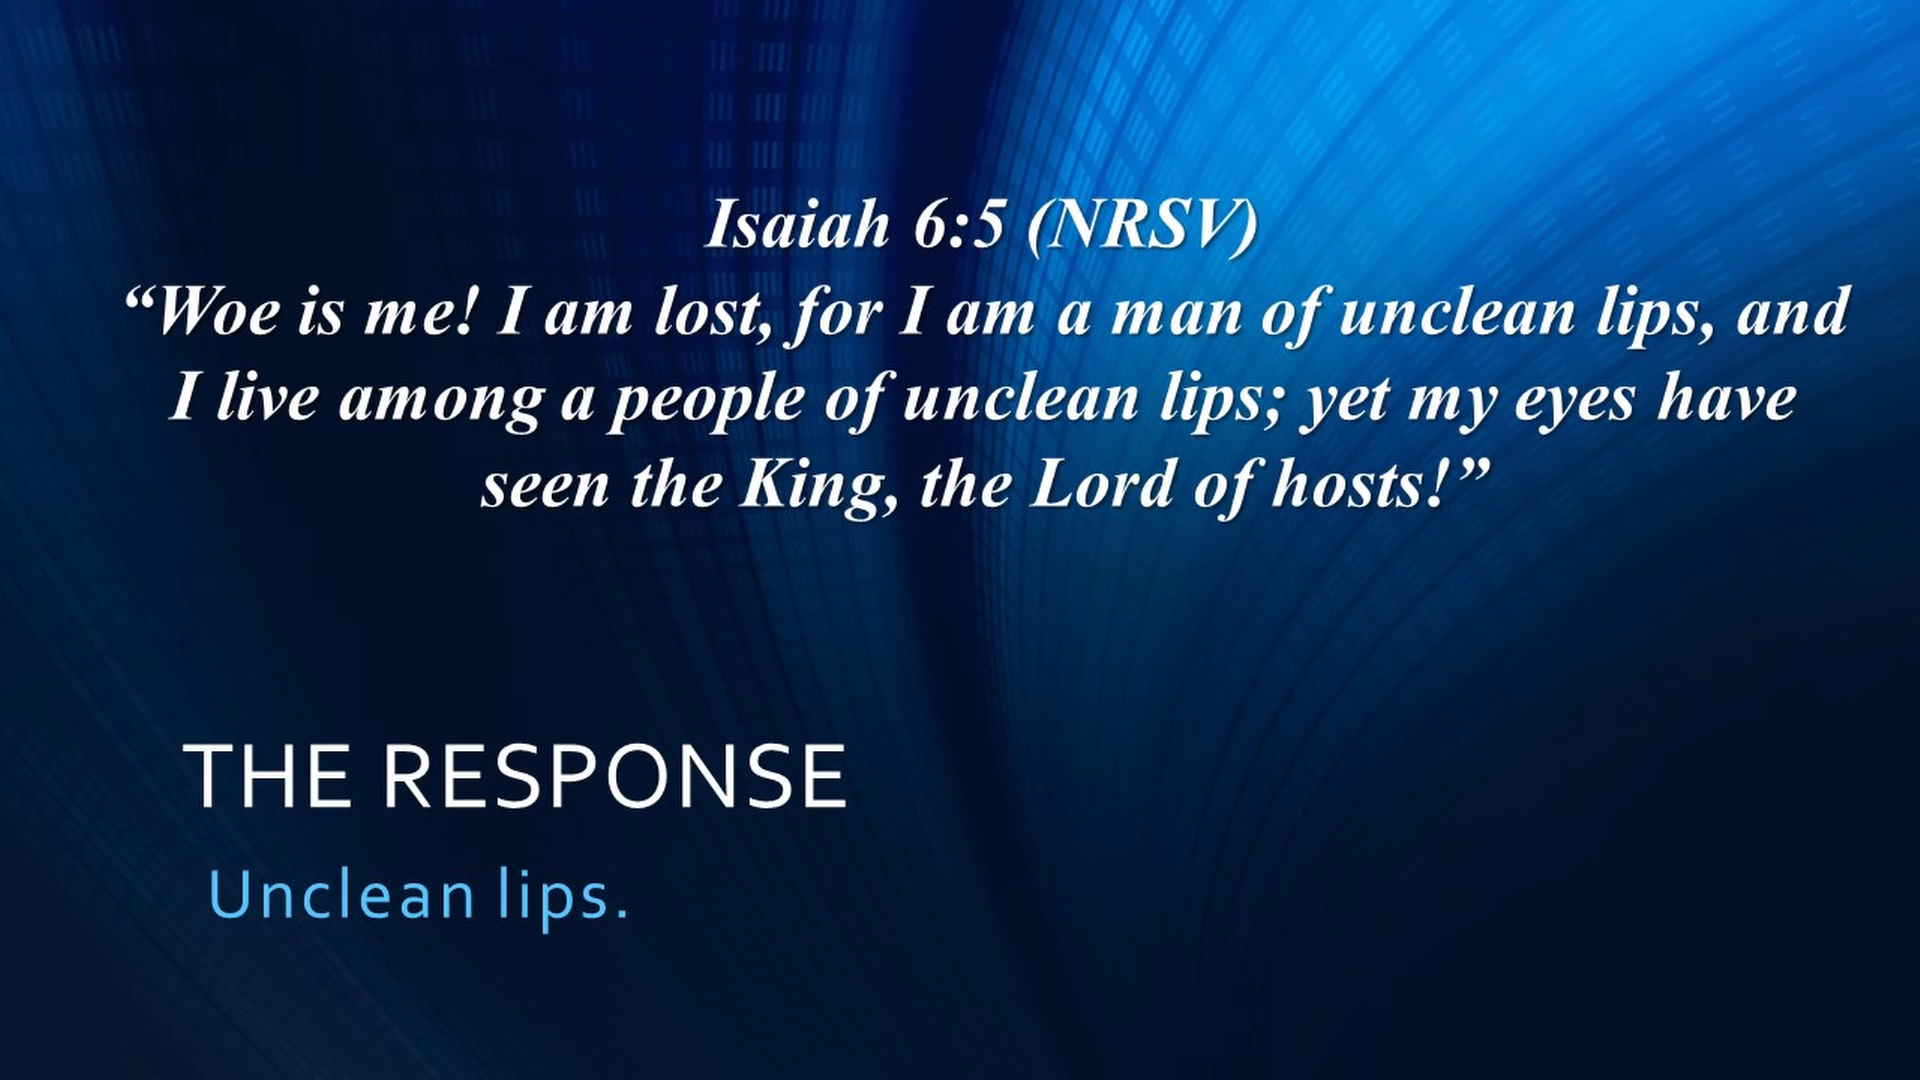 Isaiah 6:5 (NRSV)
“Woe is me! I am lost, for I am a man of unclean lips, and
I live among a people of unclean lips; yet my eyes have
seen the King, the Lord of hosts!”
THE RESPONSE
Unclean lips.